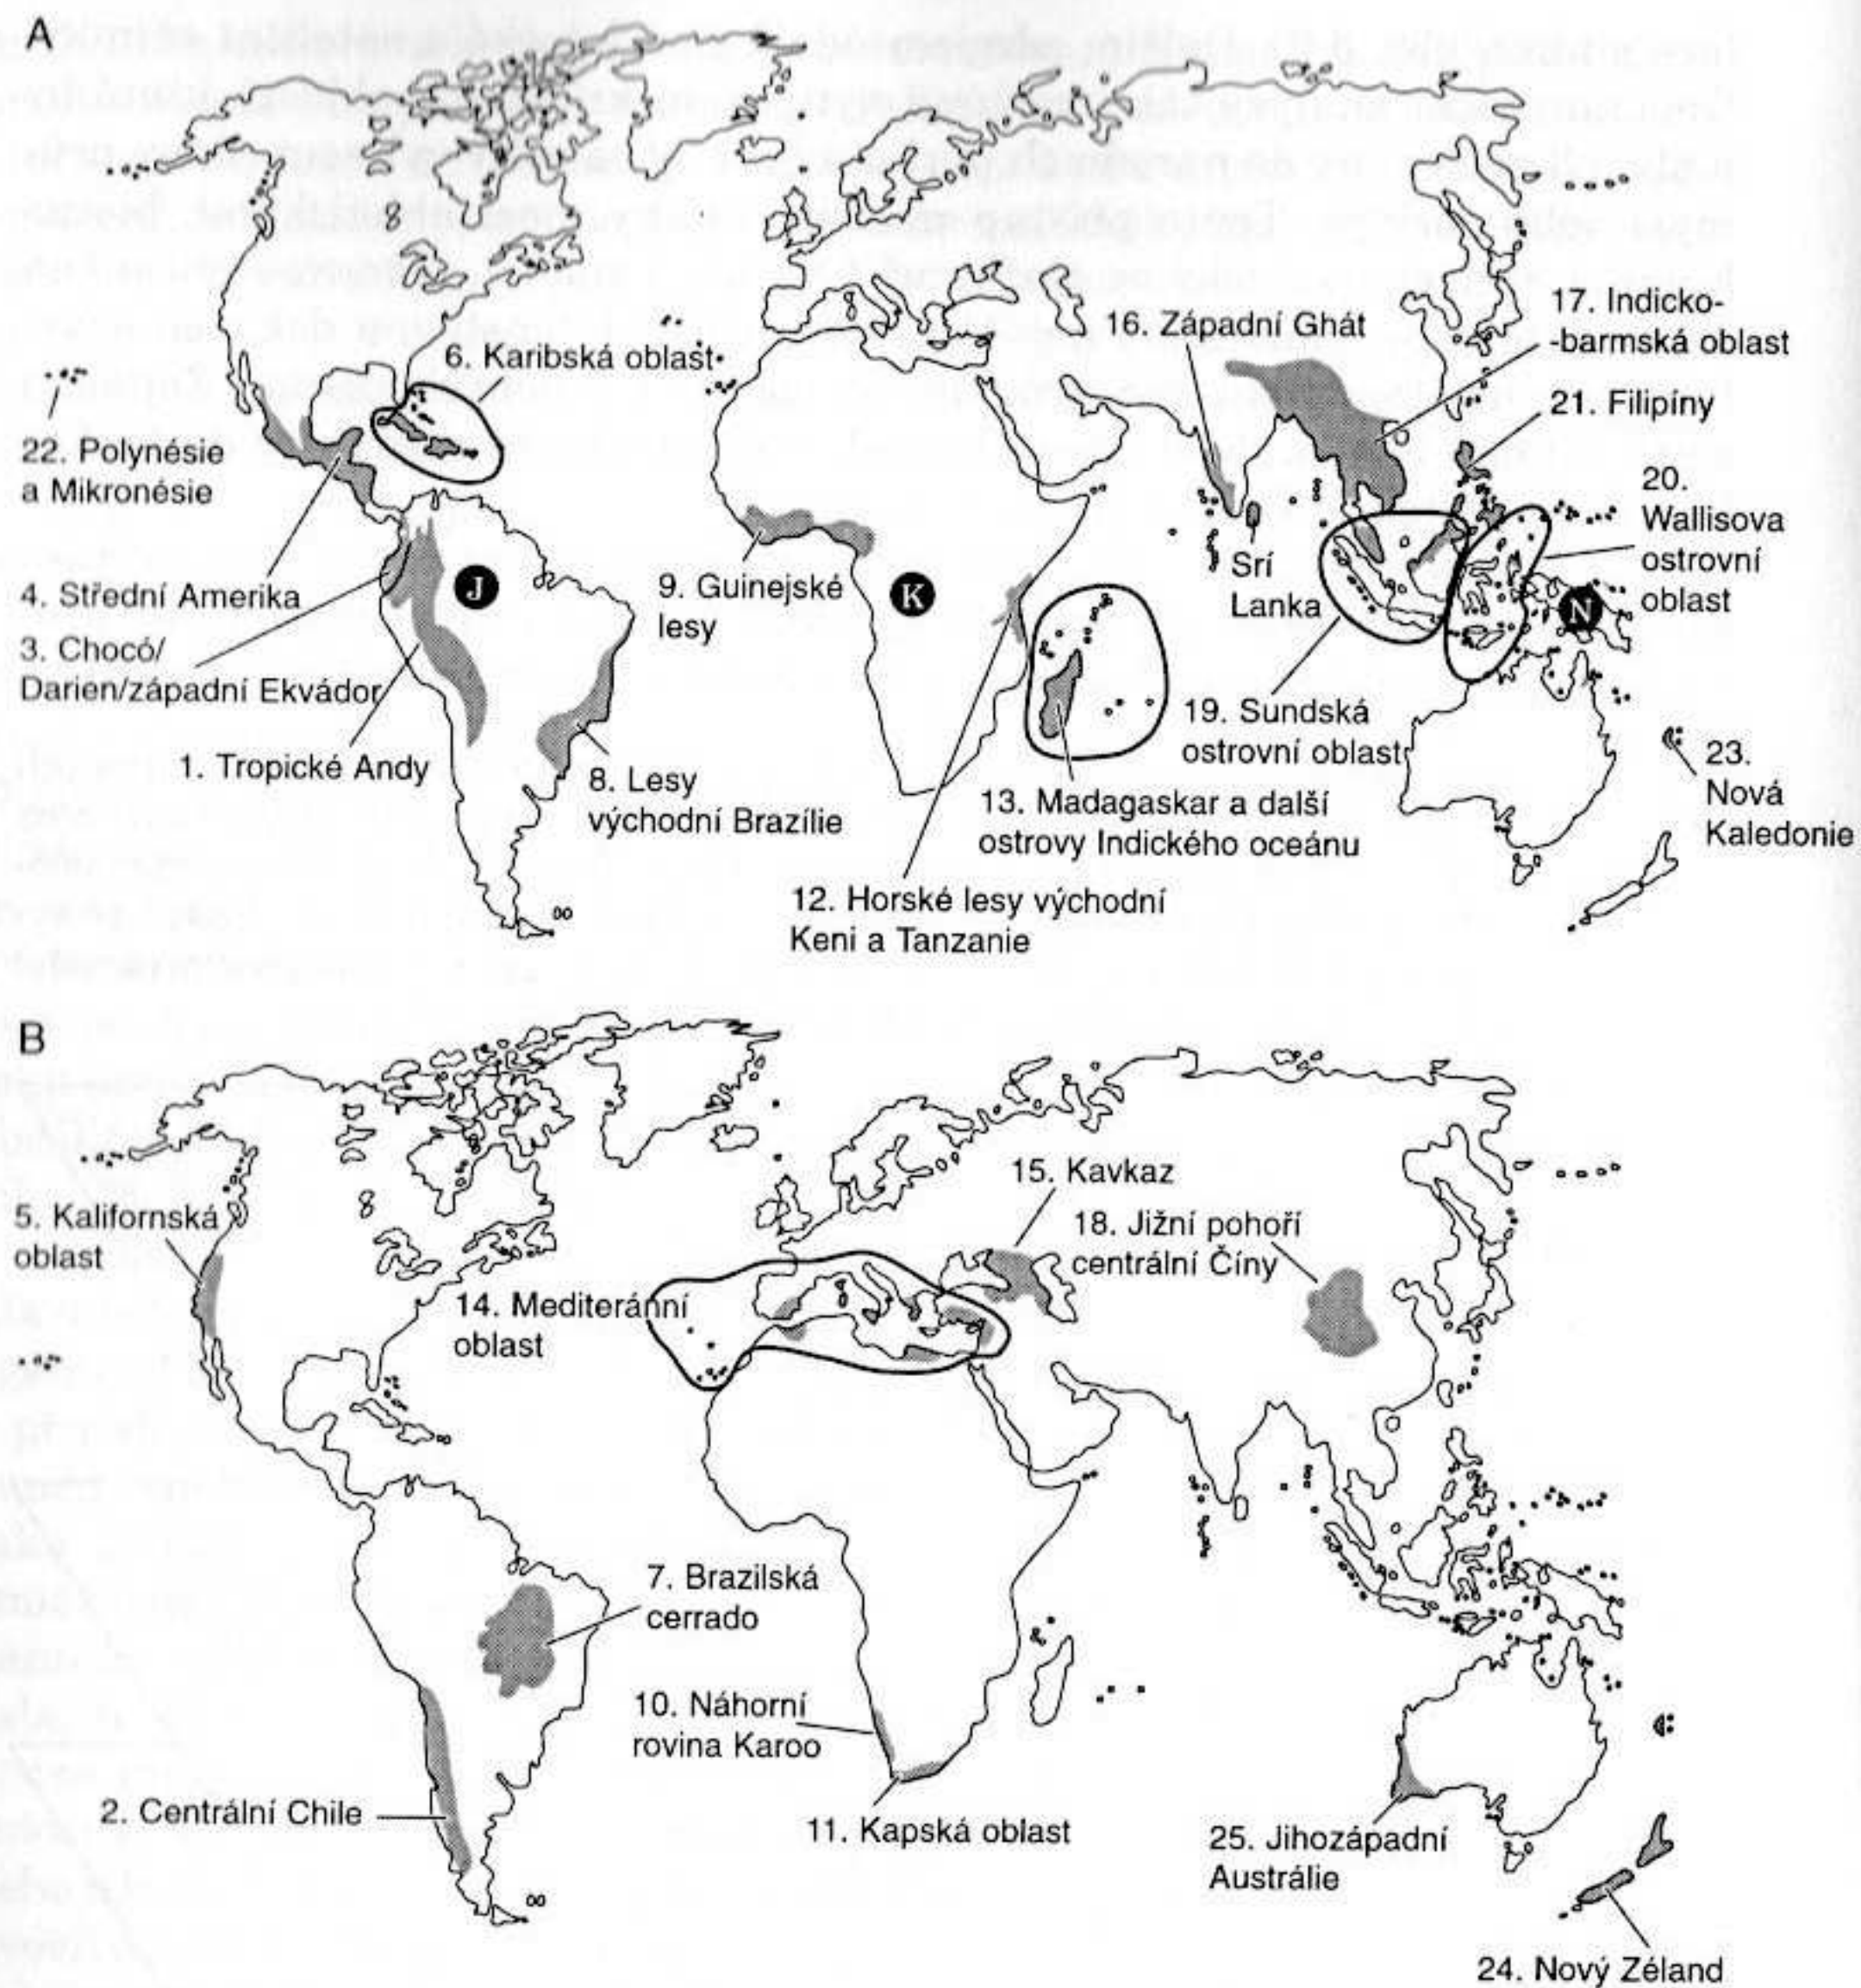 A
6. Karibská oblast
16. Západní Ghát
17. Indicko-
-barmská oblast
21. Filipíny
22. Polynésie
a Mikronésie
20.
Wallisova
ostrovní
oblast
4. Střední Amerika
J
9. Guinejské
lesy
K
Srí
Lanka
N
3. Chocó/
Darien/západní Ekvádor
1. Tropické Andy
8. Lesy
východní Brazílie
19. Sundská
ostrovní oblast
13. Madagaskar a další
ostrovy Indického oceánu
23.
Nová
Kaledonie
12. Horské lesy východní
Keni a Tanzanie
B
5. Kalifornská
oblast
15. Kavkaz
18. Jižní pohoří
centrální Číny
14. Mediteránní
oblast
7. Brazilská
cerrado
10. Náhorní
rovina Karoo
2. Centrální Chile
11. Kapská oblast
25. Jihozápadní
Austrálie
24. Nový Zéland